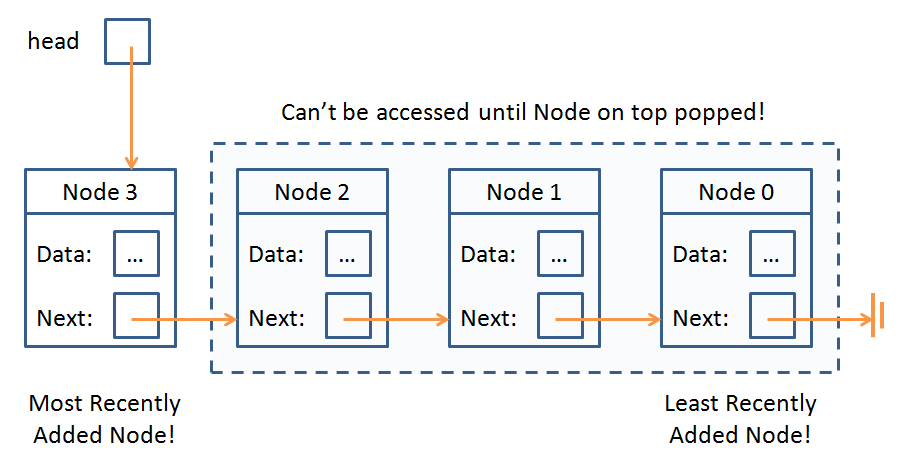 head
Can't be accessed until Node on top popped!
Node 3
Node 2
Node 1
Node 0
Data: ...
Data: ...
Data: ...
Data: ...
Next:
Next:
Next:
Next:
Most Recently
Added Node!
Least Recently
Added Node!